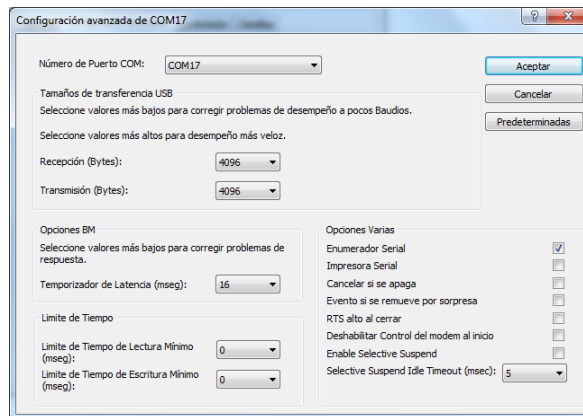 Configuración avanzada de COM17
Número de Puerto COM: COM17
Aceptar
Tamaños de transferencia USB
Cancelar
Seleccione valores más bajos para corregir problemas de desempeño a pocos Baudios.
Predeterminadas
Seleccione valores más altos para desempeño más veloz.
Recepción (Bytes): 4096
Transmisión (Bytes): 4096
Opciones BM
Seleccione valores más bajos para corregir problemas de
respuesta.
Temporizador de Latencia (mseg): 16
Limite de Tiempo
Limite de Tiempo de Lectura Mínimo
(mseg): 0
Limite de Tiempo de Escritura Mínimo
(mseg): 0
Opciones Varias
Enumerador Serial
Impresora Serial
Cancelar si se apaga
Evento si se remueve por sorpresa
RTS alto al cerrar
Deshabilitar Control del modem al inicio
Enable Selective Suspend
Selective Suspend Idle Timeout (msec): 5